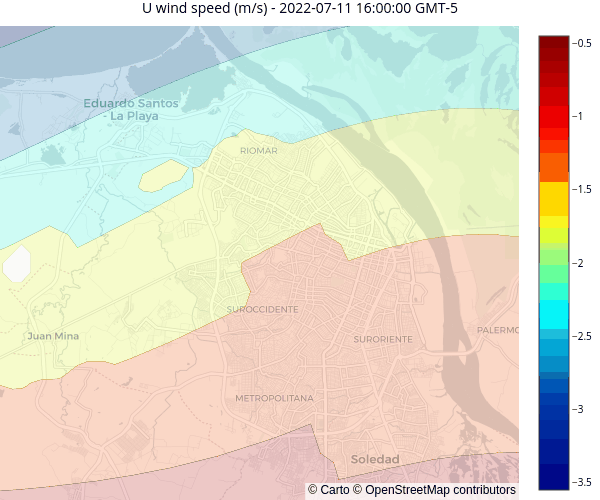 U wind speed (m/s) - 2022-07-11 16:00:00 GMT-5
Eduardo Santos
- La Playa
RIOMAR
SUROCCIDENTE
Juan Mina
SURORIENTE
PALERMO
METROPOLITANA
Soledad
© Carto © OpenStreetMap contributors
−0.5
−1
−1.5
−2
−2.5
−3
−3.5